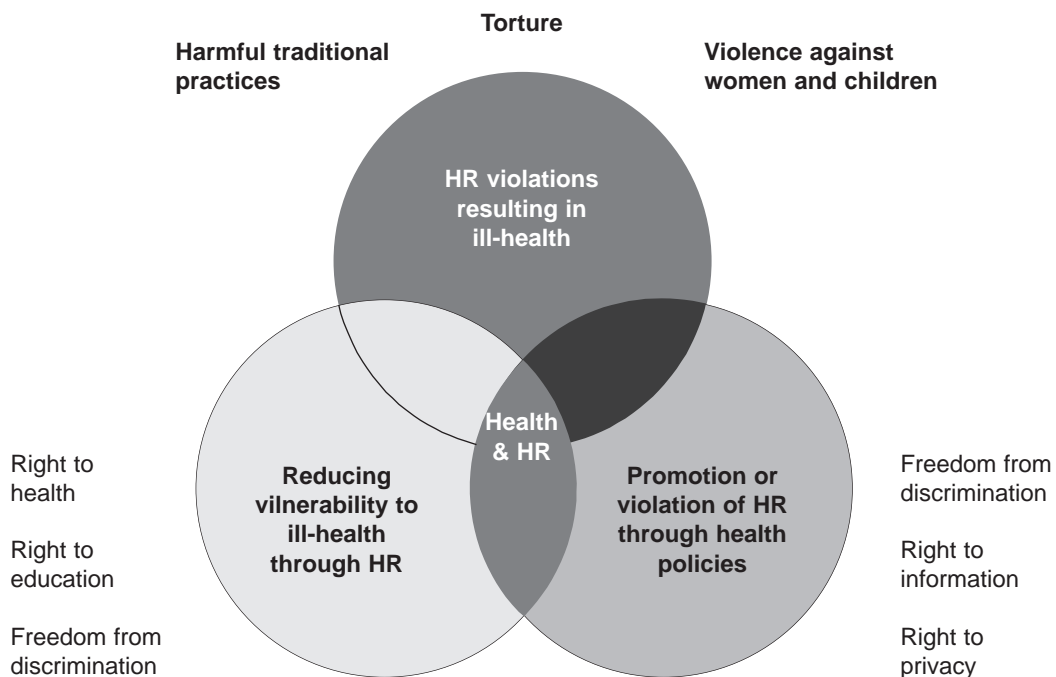 Torture
Harmful traditional
practices
Violence against
women and children
HR violations
resulting in
ill-health
Health
& HR
Right to
health
Right to
education
Freedom from
discrimination
Reducing
vilnerability to
ill-health
through HR
Promotion or
violation of HR
through health
policies
Freedom from
discrimination
Right to
information
Right to
privacy